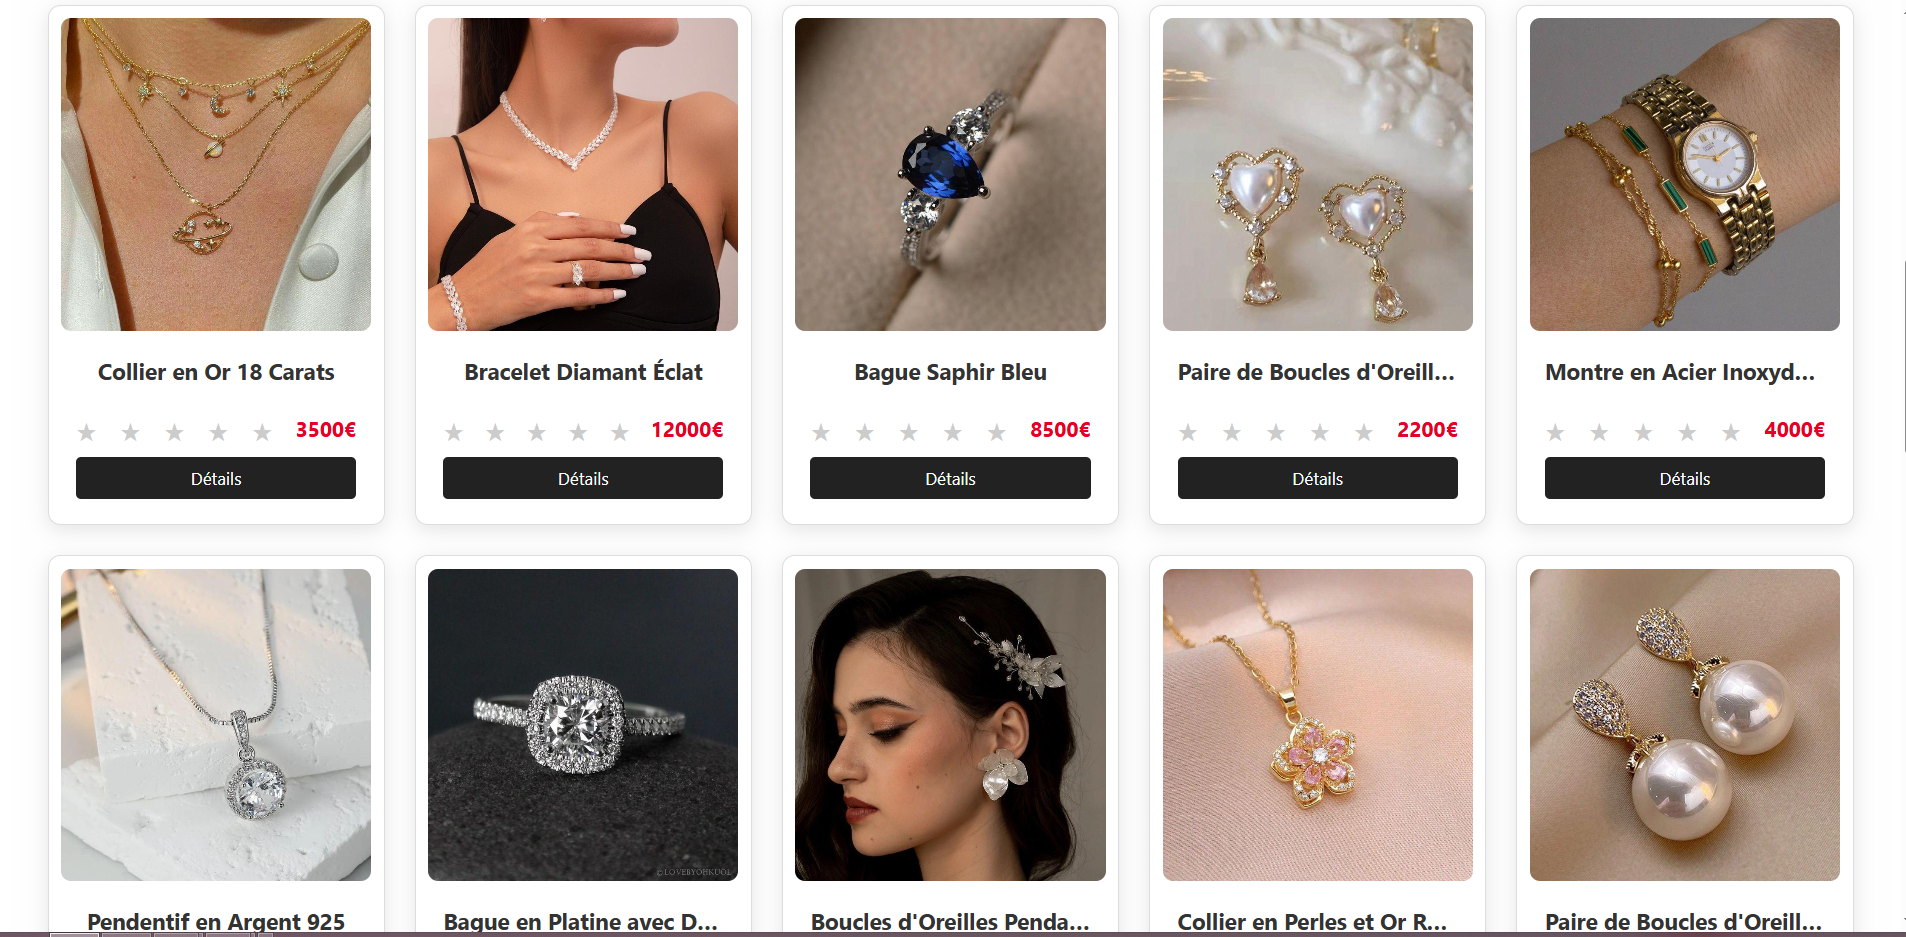 Collier en Or 18 Carats
★ ★ ★ ★ ★ 3500€
Détails
Bracelet Diamant Éclat
★ ★ ★ ★ ★ 12000€
Détails
Bague Saphir Bleu
★ ★ ★ ★ ★ 8500€
Détails
Paire de Boucles d'Oreill...
★ ★ ★ ★ ★ 2200€
Détails
Montre en Acier Inoxyd...
★ ★ ★ ★ ★ 4000€
Détails
Pendentif en Argent 925
© LOVEBYOHKUOL
Bague en Platine avec D...
Boucles d'Oreilles Penda...
Collier en Perles et Or R...
Paire de Boucles d'Oreill...